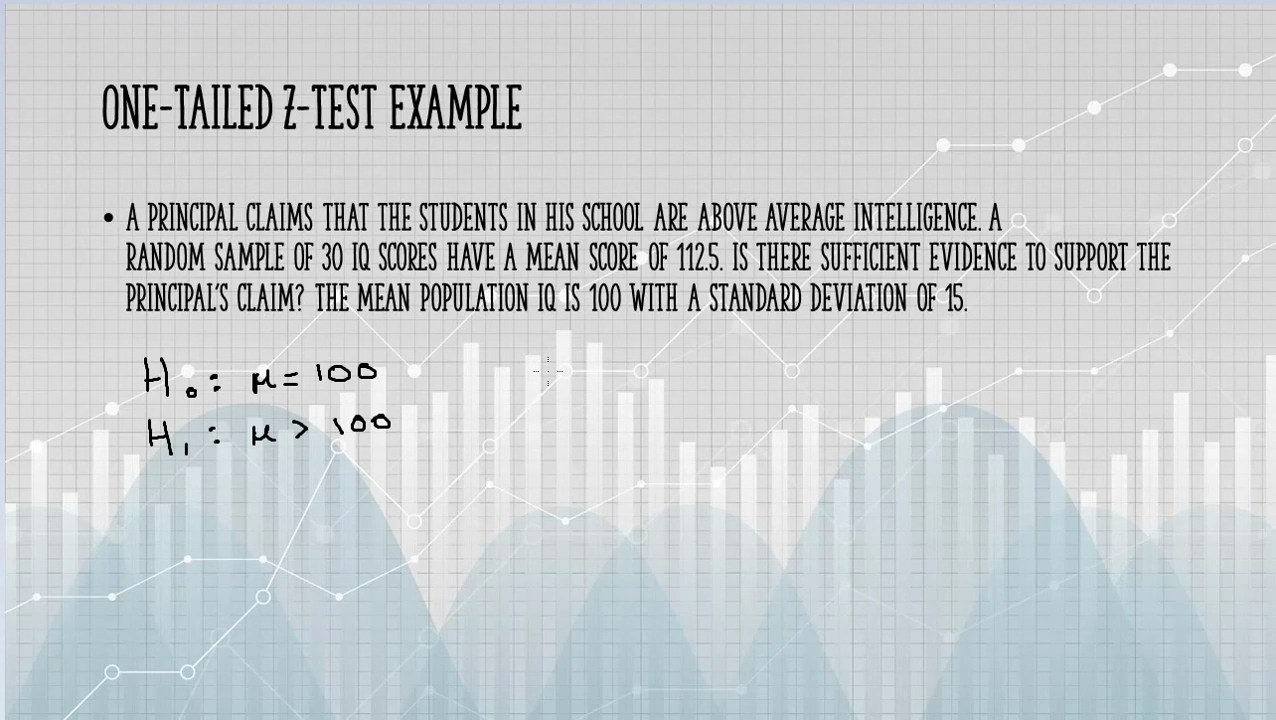 ONE-TAILED Z-TEST EXAMPLE
• A PRINCIPAL CLAIMS THAT THE STUDENTS IN HIS SCHOOL ARE ABOVE AVERAGE INTELLIGENCE. A
RANDOM SAMPLE OF 30 IQ SCORES HAVE A MEAN SCORE OF 112.5. IS THERE SUFFICIENT EVIDENCE TO SUPPORT THE
PRINCIPAL'S CLAIM? THE MEAN POPULATION IQ IS 100 WITH A STANDARD DEVIATION OF 15.
H₀: μ = 100
H₁: μ > 100